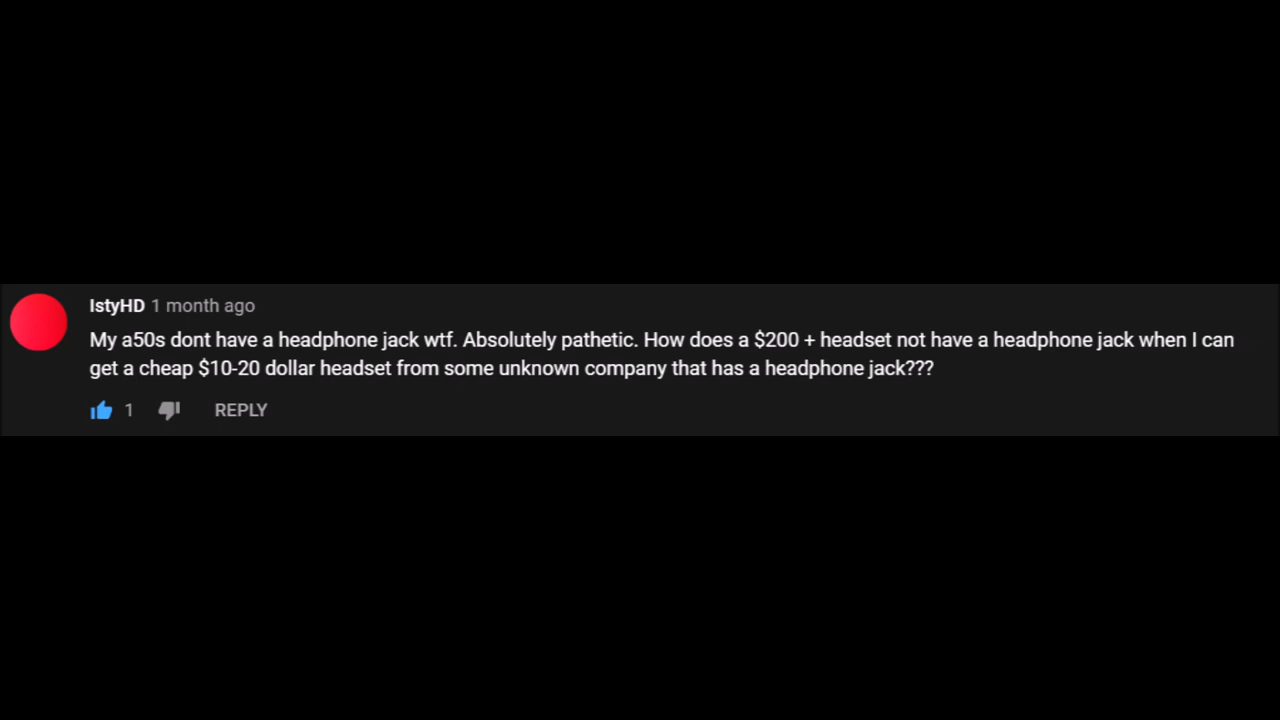 IstyHD 1 month ago
My a50s dont have a headphone jack wtf. Absolutely pathetic. How does a $200 + headset not have a headphone jack when I can
get a cheap $10-20 dollar headset from some unknown company that has a headphone jack???
1 REPLY